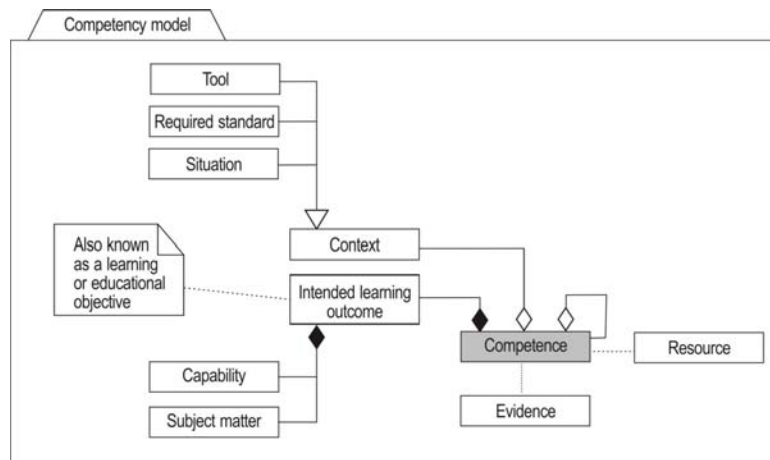 Competency model
Tool
Required standard
Situation
Also known
as a learning
or educational
objective
Context
Intended learning
outcome
Competence
Resource
Capability
Subject matter
Evidence